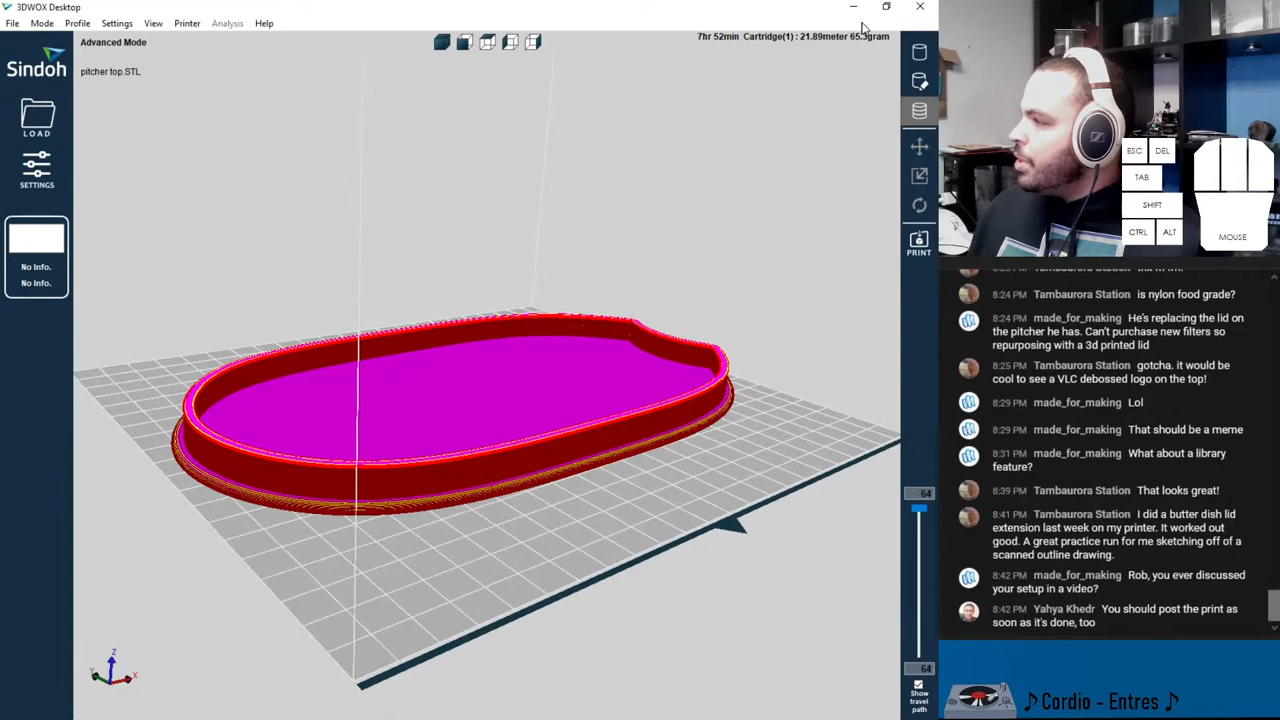 3DWOX Desktop
File Mode Profile Settings View Printer Analysis Help
Sindoh
LOAD
SETTINGS
No Info.
No Info.
Advanced Mode
pitcher top.STL
7hr 52min Cartridge(1) : 21.89meter 65.3gram
PRINT
64
64
Show
travel
path
Z
Y
X
ESC DEL
TAB
SHIFT
CTRL ALT
MOUSE
8:24 PM Tambaurora Station is nylon food grade?
8:24 PM made_for_making He's replacing the lid on
the pitcher he has. Can't purchase new filters so
repurposing with a 3d printed lid
8:25 PM Tambaurora Station gotcha. it would be
cool to see a VLC debossed logo on the top!
8:29 PM made_for_making Lol
8:29 PM made_for_making That should be a meme
8:31 PM made_for_making What about a library
feature?
8:39 PM Tambaurora Station That looks great!
8:41 PM Tambaurora Station I did a butter dish lid
extension last week on my printer. It worked out
good. A great practice run for me sketching off of a
scanned outline drawing.
8:42 PM made_for_making Rob, you ever discussed
your setup in a video?
8:42 PM Yahya Khedr You should post the print as
soon as it's done, too
♪ Cordio - Entres ♪